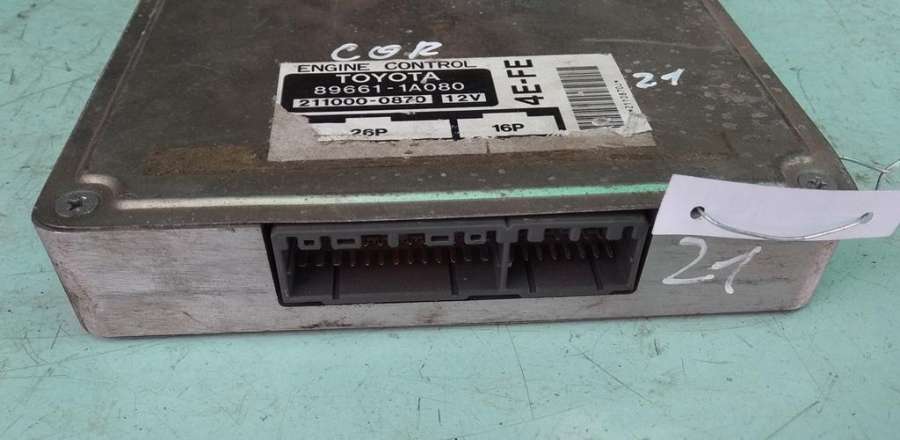 COR
ENGINE CONTROL
TOYOTA
89661-1A080
211000-0870 12V
4E-FE
26P
16P
21
21